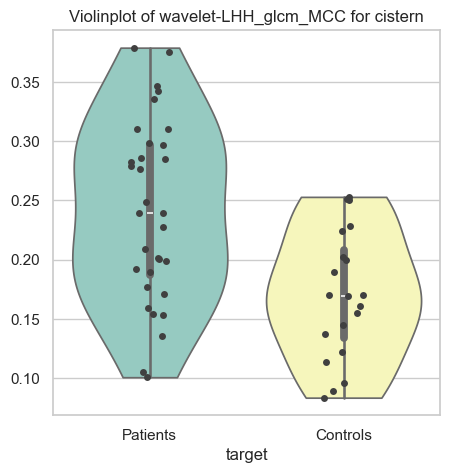 Violinplot of wavelet-LHH_glcm_MCC for cistern
0.35
0.30
0.25
0.20
0.15
0.10
Patients
Controls
target